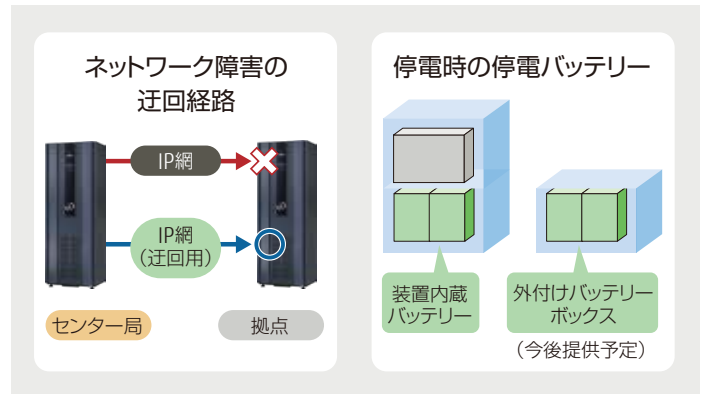 ネットワーク障害の
迂回経路
IP網
IP網
(迂回用)
センター局
拠点
停電時の停電バッテリー
装置内蔵
バッテリー
外付けバッテリー
ボックス
(今後提供予定)